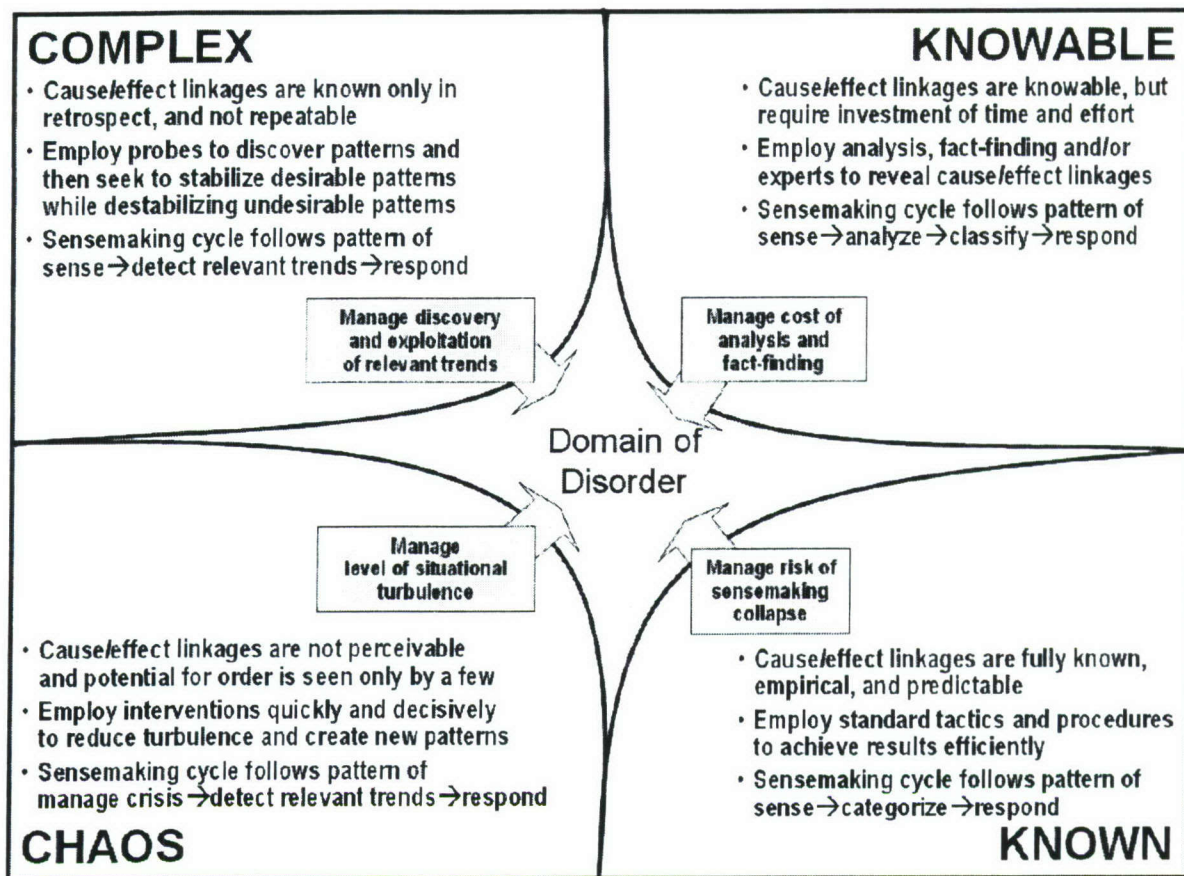 COMPLEX
• Cause/effect linkages are known only in
retrospect, and not repeatable
• Employ probes to discover patterns and
then seek to stabilize desirable patterns
while destabilizing undesirable patterns
• Sensemaking cycle follows pattern of
sense→detect relevant trends→respond
Manage discovery
and exploitation
of relevant trends
KNOWABLE
• Cause/effect linkages are knowable, but
require investment of time and effort
• Employ analysis, fact-finding and/or
experts to reveal cause/effect linkages
• Sensemaking cycle follows pattern of
sense→analyze→classify→respond
Manage cost of
analysis and
fact-finding
Domain of
Disorder
Manage
level of situational
turbulence
• Cause/effect linkages are not perceivable
and potential for order is seen only by a few
• Employ interventions quickly and decisively
to reduce turbulence and create new patterns
• Sensemaking cycle follows pattern of
manage crisis→detect relevant trends→respond
CHAOS
Manage risk of
sensemaking
collapse
• Cause/effect linkages are fully known,
empirical, and predictable
• Employ standard tactics and procedures
to achieve results efficiently
• Sensemaking cycle follows pattern of
sense→categorize→respond
KNOWN